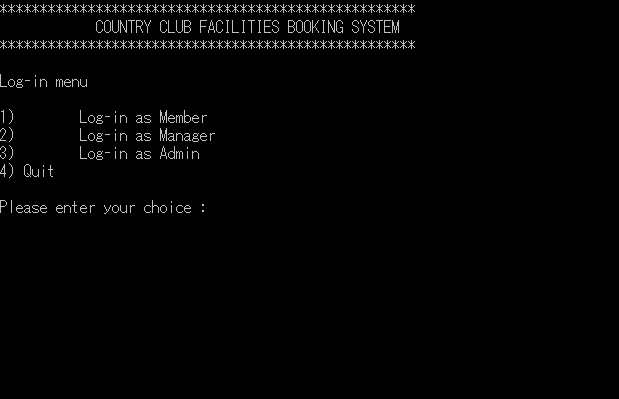 ****************************************************
COUNTRY CLUB FACILITIES BOOKING SYSTEM
****************************************************
Log-in menu
1) Log-in as Member
2) Log-in as Manager
3) Log-in as Admin
4) Quit
Please enter your choice :